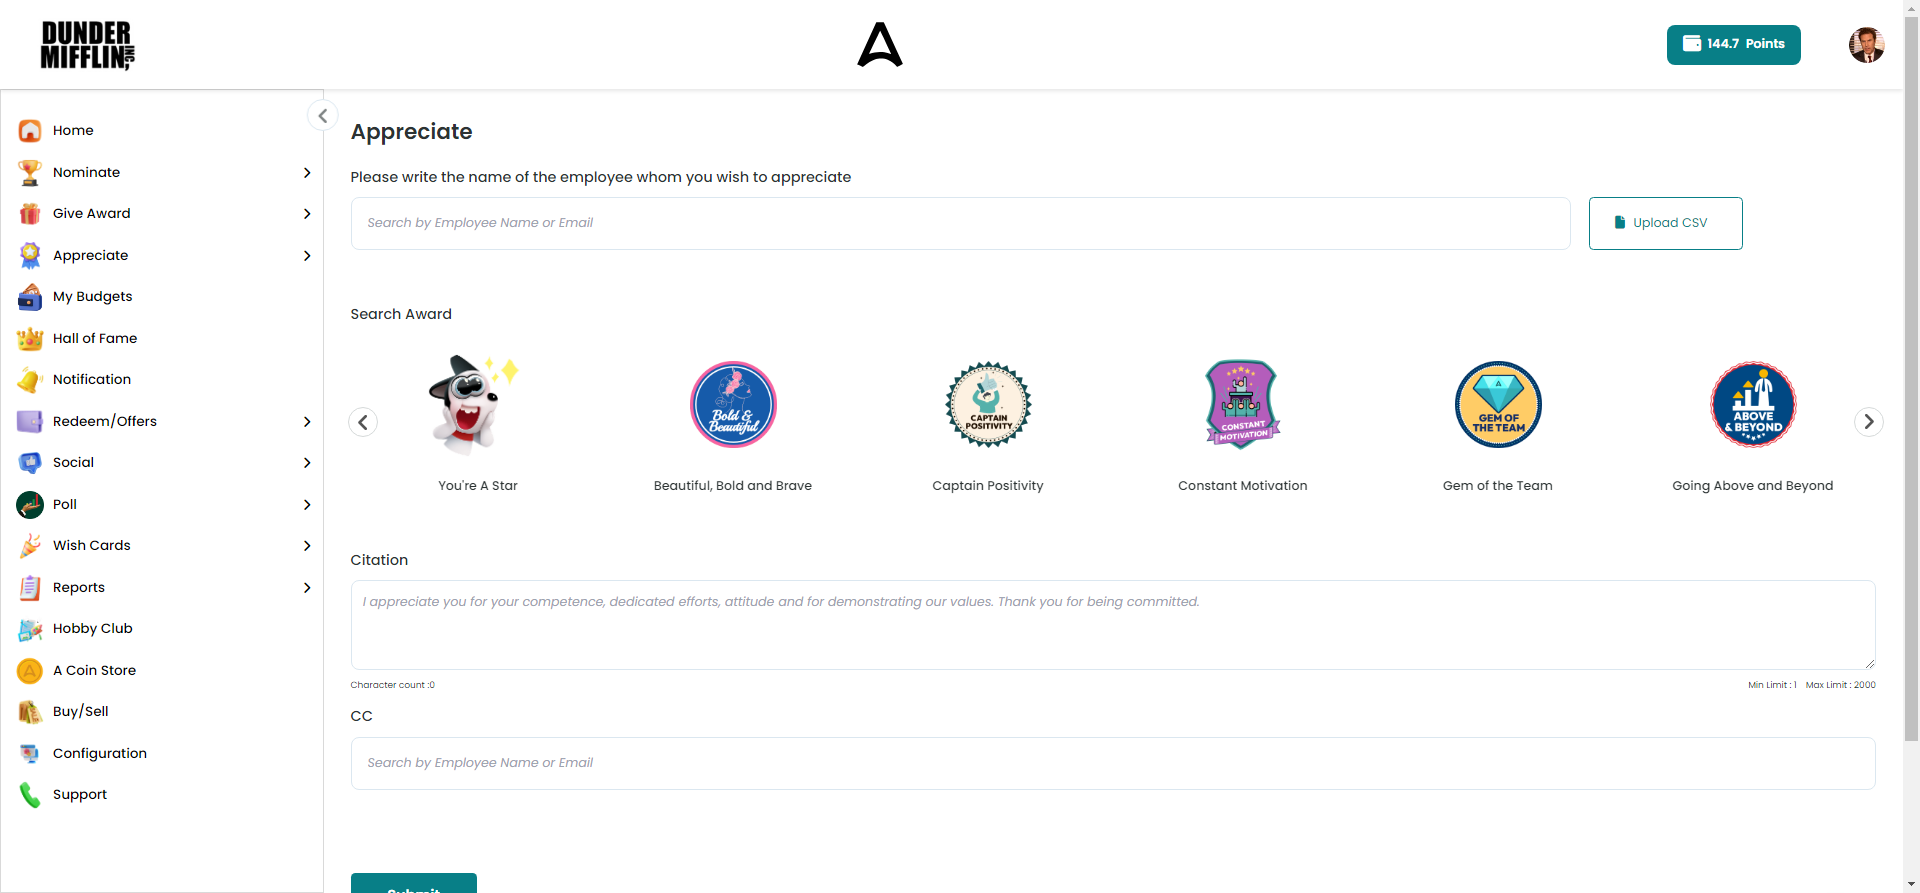 DUNDER
MIFFLIN INC,
144.7 Points
Home
Nominate
Give Award
Appreciate
My Budgets
Hall of Fame
Notification
Redeem/Offers
Social
Poll
Wish Cards
Reports
Hobby Club
A Coin Store
Buy/Sell
Configuration
Support
Appreciate
Please write the name of the employee whom you wish to appreciate
Search by Employee Name or Email
Upload CSV
Search Award
Bold &
Beautiful
CAPTAIN
POSITIVITY
CONSTANT
MOTIVATION
GEM OF
THE TEAM
ABOVE
& BEYOND
You're A Star
Beautiful, Bold and Brave
Captain Positivity
Constant Motivation
Gem of the Team
Going Above and Beyond
Citation
I appreciate you for your competence, dedicated efforts, attitude and for demonstrating our values. Thank you for being committed.
Character count :0
Min Limit : 1 Max Limit : 2000
CC
Search by Employee Name or Email
Submit